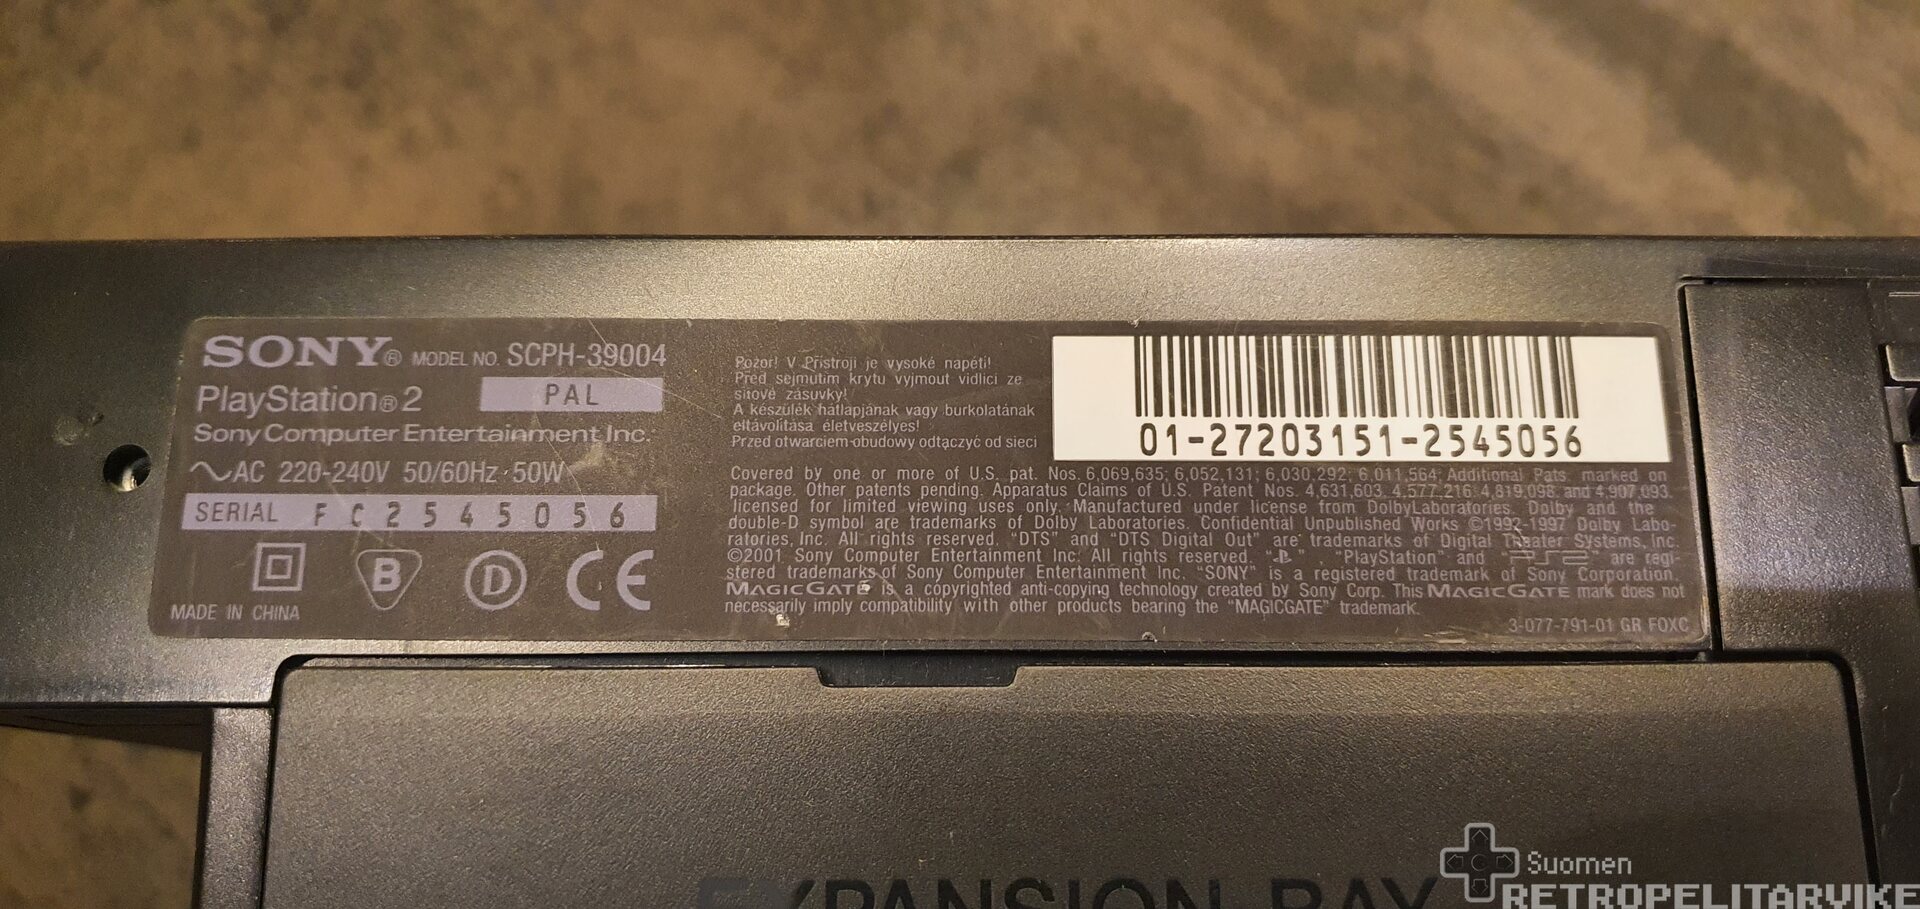 SONY® MODEL NO. SCPH-39004
PlayStation®2 PAL
Sony Computer Entertainment Inc.
AC 220-240V 50/60Hz 50W
SERIAL FC2545056
B D CE
MADE IN CHINA
Pozor! V Přístroji je vysoké napětí!
Před sejmutím krytu vyjmout vidlici ze
síťové zásuvky!
A készülék hátlapjának vagy burkolatának
eltávolítása életveszélyes!
Przed otwarciem obudowy odtączyć od sieci
01-27203151-2545056
Covered by one or more of U.S. pat. Nos. 6,069,635; 6,052,131; 6,030,292; 6,011,564; Additional Pats. marked on
package. Other patents pending. Apparatus Claims of U.S. Patent Nos. 4,631,603, 4,577,216, 4,819,098, and 4,907,093.
licensed for limited viewing uses only. Manufactured under license from DolbyLaboratories. Dolby and the
double-D symbol are trademarks of Dolby Laboratories. Confidential Unpublished Works ©1992-1997 Dolby Labo-
ratories, Inc. All rights reserved. "DTS" and "DTS Digital Out" are trademarks of Digital Theater Systems, Inc.
©2001 Sony Computer Entertainment Inc. All rights reserved. " ", "PlayStation" and "PS2" are regi-
stered trademarks of Sony Computer Entertainment Inc. "SONY" is a registered trademark of Sony Corporation.
MAGICGATE is a copyrighted anti-copying technology created by Sony Corp. This MAGICGATE mark does not
necessarily imply compatibility with other products bearing the "MAGICGATE" trademark.
3-077-791-01 GR FOXC
EXPANSION BAY
Suomen
RETROPELITARVIKE